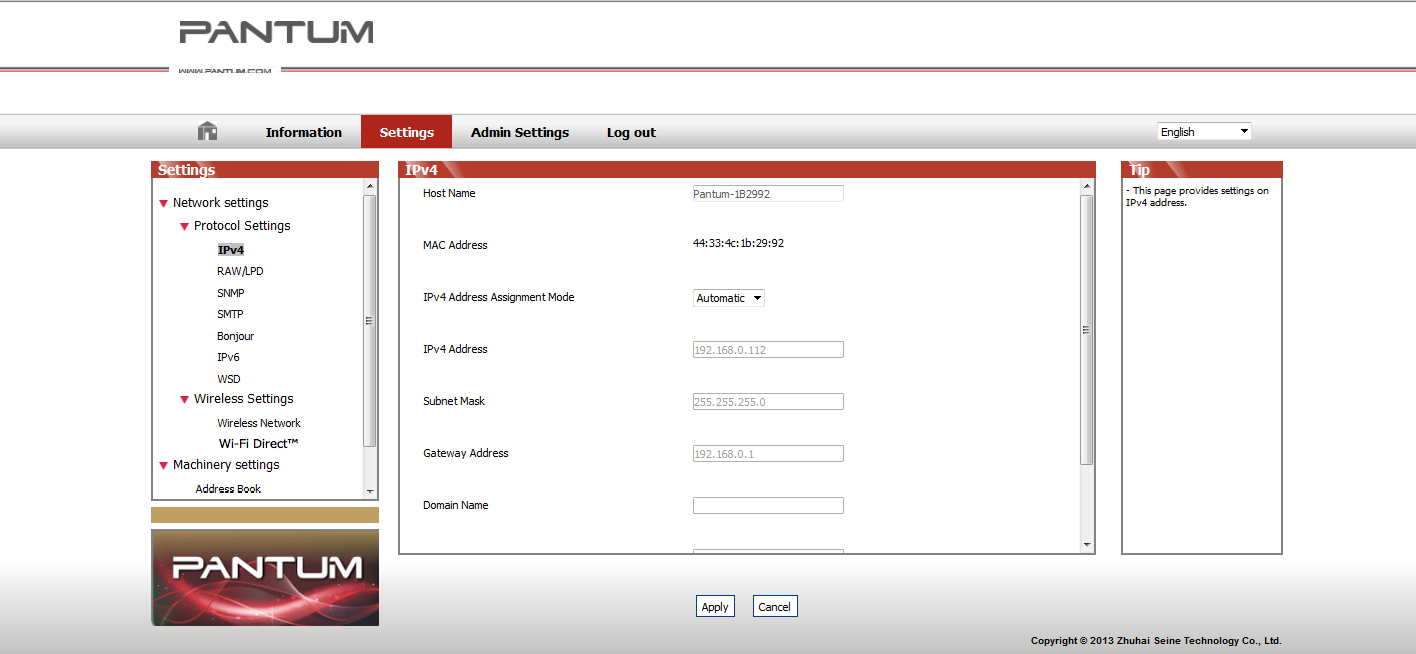 PANTUM
WWW.PANTUM.COM
Information Settings Admin Settings Log out English
Settings
Network settings
Protocol Settings
IPv4
RAW/LPD
SNMP
SMTP
Bonjour
IPv6
WSD
Wireless Settings
Wireless Network
Wi-Fi Direct™
Machinery settings
Address Book
PANTUM
IPv4
Host Name Pantum-1B2992
MAC Address 44:33:4c:1b:29:92
IPv4 Address Assignment Mode Automatic
IPv4 Address 192.168.0.112
Subnet Mask 255.255.255.0
Gateway Address 192.168.0.1
Domain Name
Apply Cancel
Tip
- This page provides settings on
IPv4 address.
Copyright © 2013 Zhuhai Seine Technology Co., Ltd.